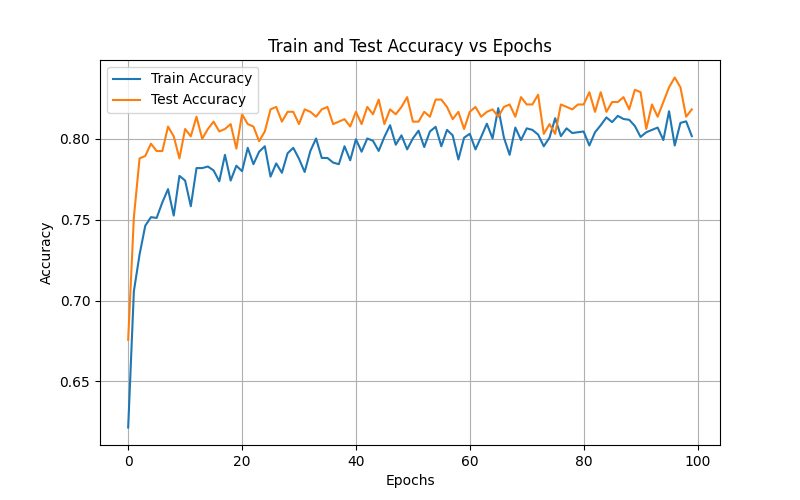 Train and Test Accuracy vs Epochs
Train Accuracy
Test Accuracy
0.80
0.75
0.70
0.65
Accuracy
0 20 40 60 80 100
Epochs